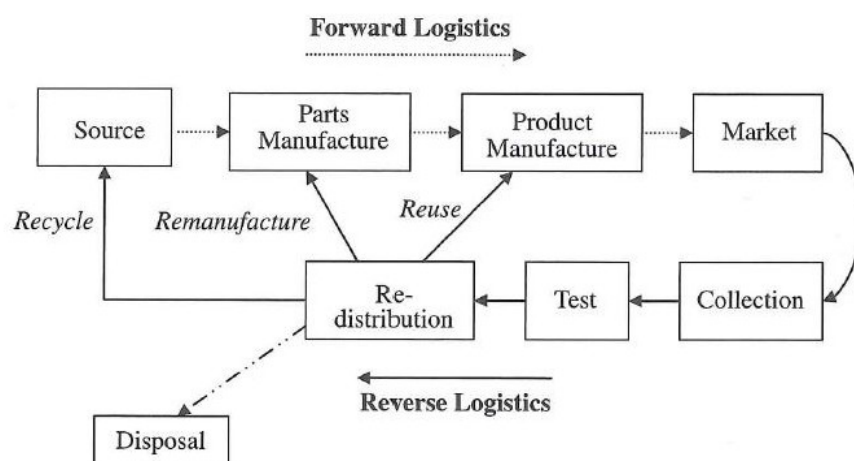 Forward Logistics
Source
Parts
Manufacture
Product
Manufacture
Market
Recycle
Remanufacture
Reuse
Re-
distribution
Test
Collection
Reverse Logistics
Disposal